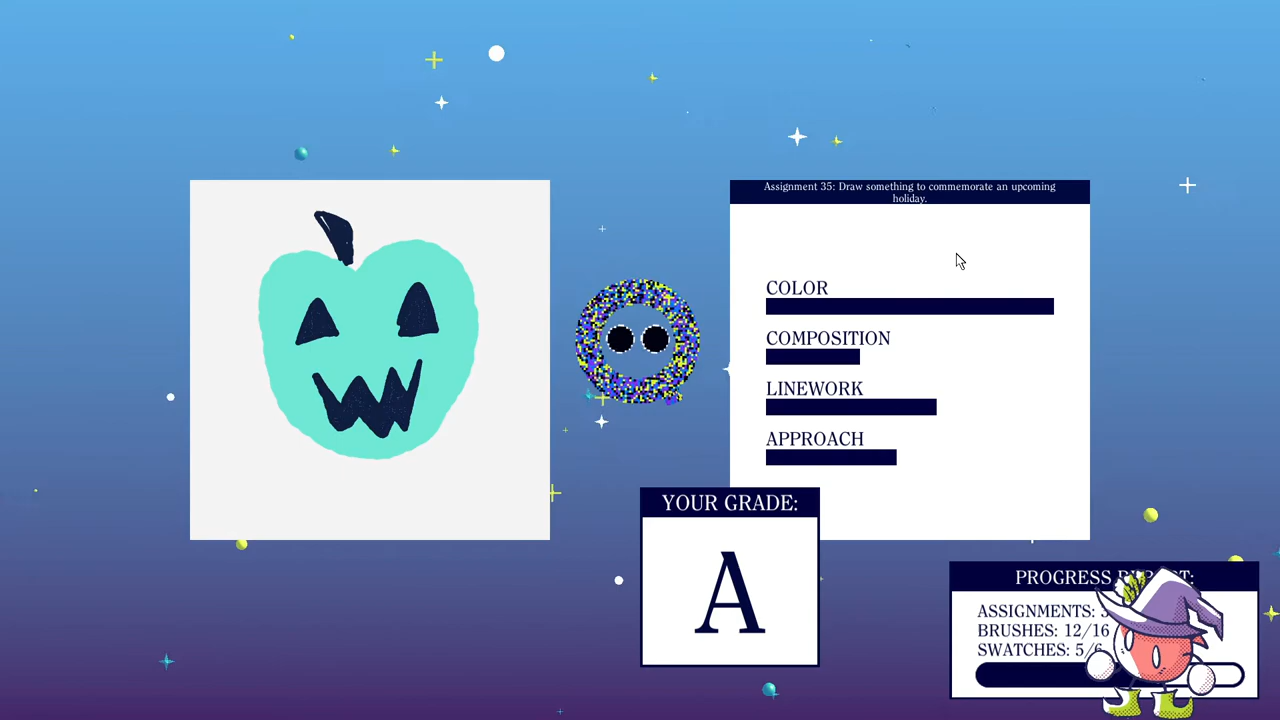 Assignment 35: Draw something to commemorate an upcoming
holiday.
COLOR
COMPOSITION
LINEWORK
APPROACH
YOUR GRADE:
A
PROGRESS
ASSIGNMENTS:
BRUSHES: 12/16
SWATCHES: 5/6